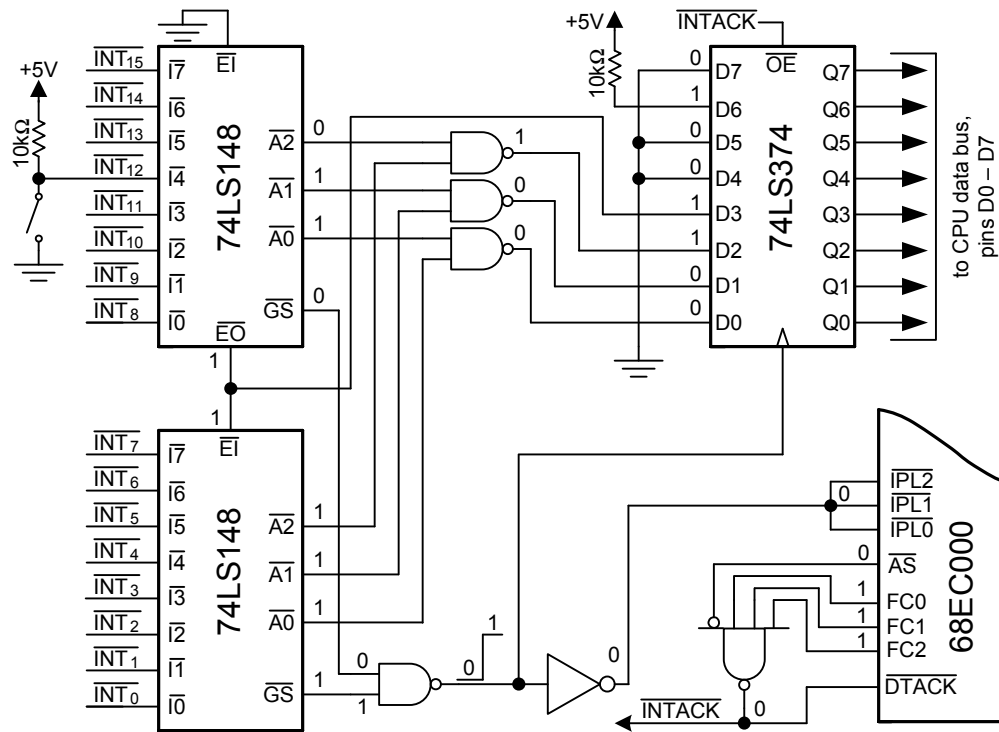 +5V
10kΩ
INT15
INT14
INT13
INT12
INT11
INT10
INT9
INT8
EI
I7
I6
I5
I4
I3
I2
I1
I0
74LS148
A2
A1
A0
GS
EO
0
1
1
0
1
1
1
0
0
+5V
10kΩ
INTACK
OE
0
1
0
0
1
1
0
0
D7
D6
D5
D4
D3
D2
D1
D0
74LS374
Q7
Q6
Q5
Q4
Q3
Q2
Q1
Q0
to CPU data bus,
pins D0 – D7
INT7
INT6
INT5
INT4
INT3
INT2
INT1
INT0
EI
I7
I6
I5
I4
I3
I2
I1
I0
74LS148
A2
A1
A0
GS
1
1
1
1
0
1
0
1
0
0
IPL2
IPL1
IPL0
AS
FC0
FC1
FC2
DTACK
68EC000
0
1
1
1
INTACK
0